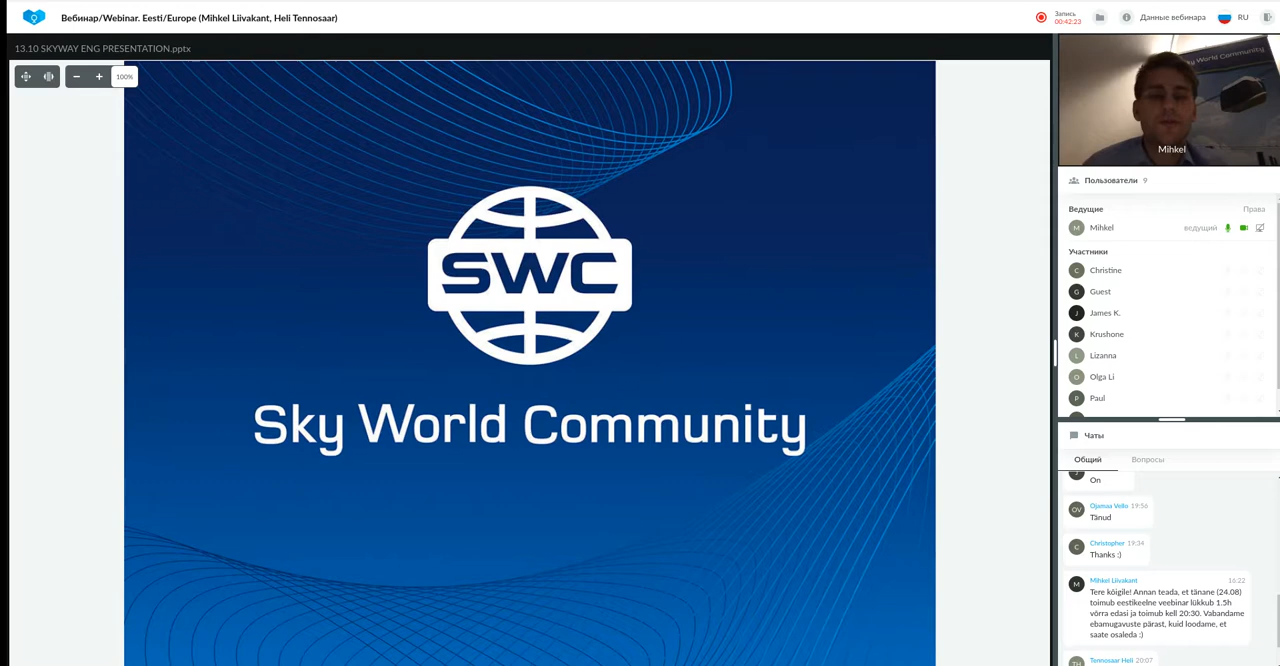 Вебинар/Webinar. Eesti/Europe (Mihkel Liivakant, Heli Tennosaar)
Запись
00:42:23
Данные вебинара
RU
13.10 SKYWAY ENG PRESENTATION.pptx
100%
SWC
Sky World Community
y World Community
Mihkel
Пользователи 9
Ведущие Права
M Mihkel ведущий
Участники
C Christine
G Guest
J James K.
K Krushone
L Lizanna
O Olga Li
P Paul
Чаты
Общий Вопросы
On
OV Ojamaa Vello 19:56
Tänud
C Christopher 19:34
Thanks :)
M Mihkel Liivakant 16:22
Tere kõigile! Annan teada, et tänane (24.08)
toimub eestikeelne veebinar lükkub 1.5h
võrra edasi ja toimub kell 20:30. Vabandame
ebamugavuste pärast, kuid loodame, et
saate osaleda :)
TH Tennosaar Heli 20:07